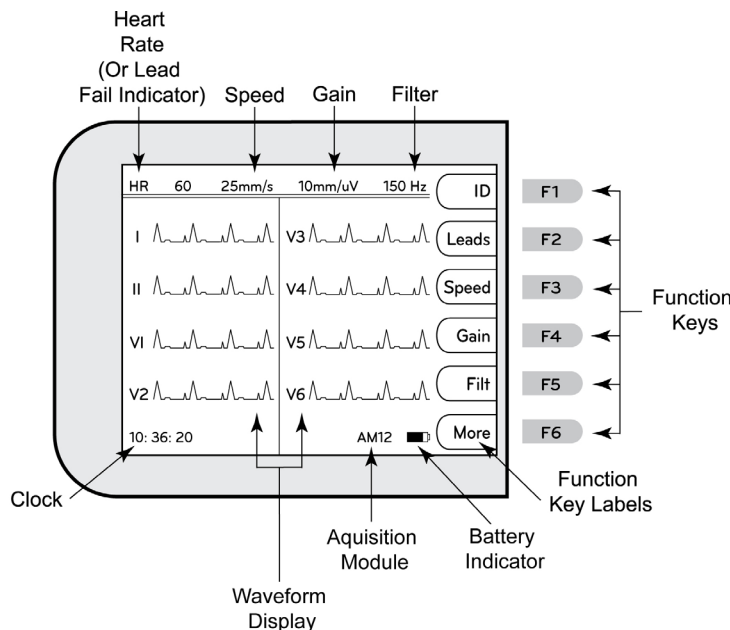 Heart
Rate
(Or Lead
Fail Indicator)
Speed
Gain
Filter
HR 60 25mm/s 10mm/uV 150 Hz
ID
F1
I
V3
Leads
F2
II
V4
Speed
F3
Function
Keys
VI
V5
Gain
F4
V2
V6
Filt
F5
10: 36: 20
AM12
More
F6
Clock
Function
Key Labels
Aquisition
Module
Battery
Indicator
Waveform
Display